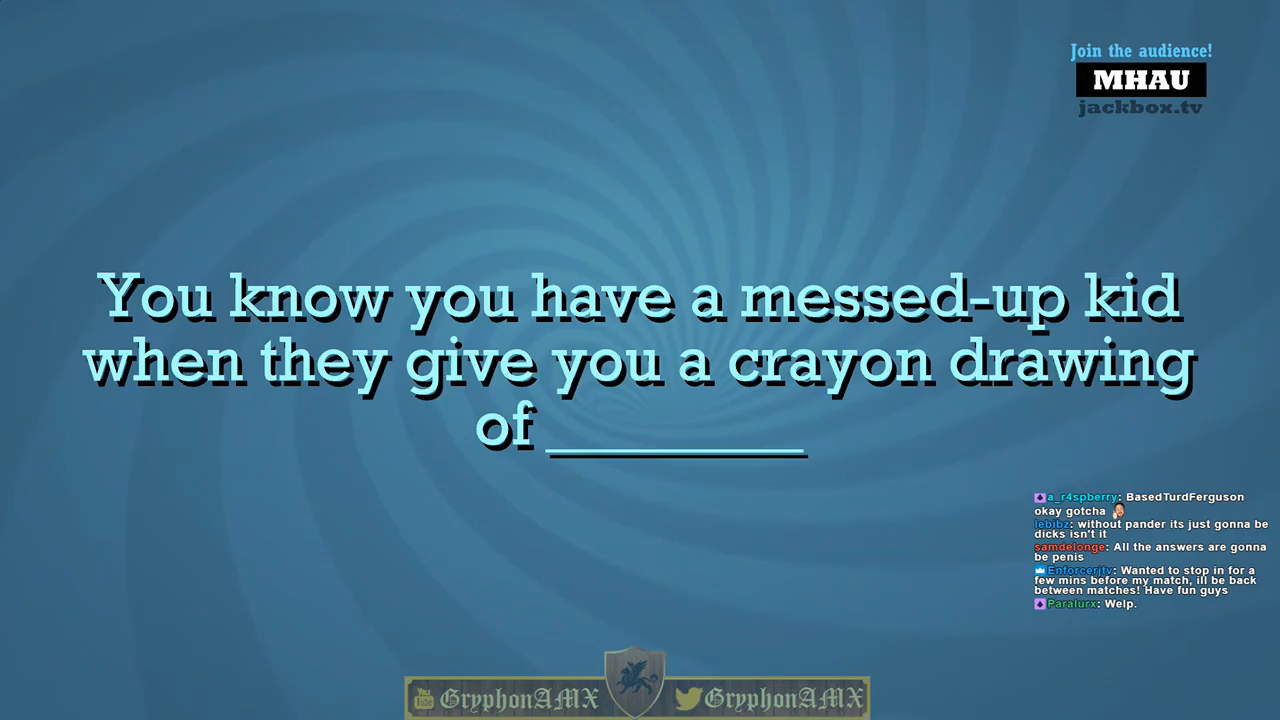 Join the audience!
MHAU
jackbox.tv
You know you have a messed-up kid
when they give you a crayon drawing
of ________
a_r4spberry: BasedTurdFerguson
okay gotcha
lebibz: without pander its just gonna be
dicks isn't it
samdelonge: All the answers are gonna
be penis
Enforcerjtv: Wanted to stop in for a
few mins before my match, ill be back
between matches! Have fun guys
Paralurx: Welp.
You Tube GryphonAMX GryphonAMX